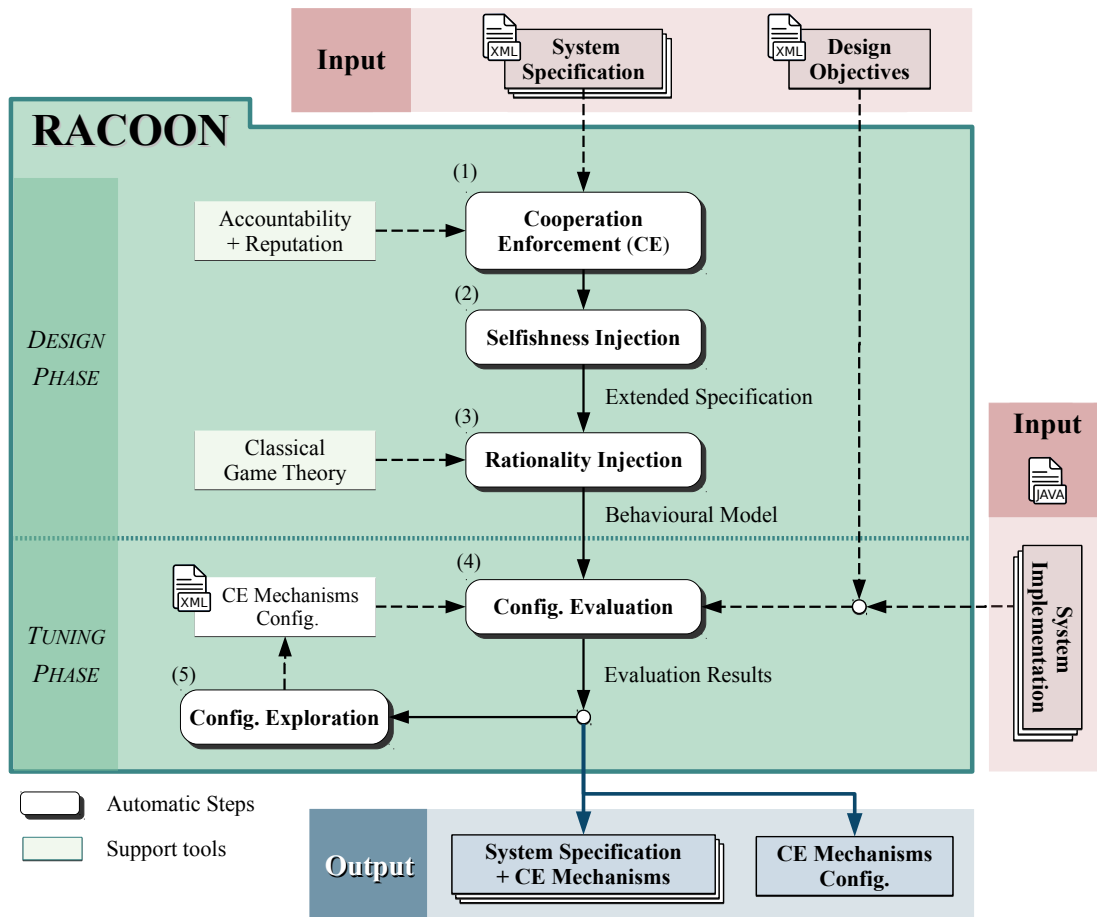 Input
XML
System
Specification
XML
Design
Objectives
RACOON
(1)
Accountability
+ Reputation
Cooperation
Enforcement (CE)
(2)
Selfishness Injection
DESIGN
PHASE
Extended Specification
(3)
Classical
Game Theory
Rationality Injection
Behavioural Model
Input
JAVA
System
Implementation
(4)
XML
CE Mechanisms
Config.
Config. Evaluation
TUNING
PHASE
Evaluation Results
(5)
Config. Exploration
Automatic Steps
Support tools
Output
System Specification
+ CE Mechanisms
CE Mechanisms
Config.